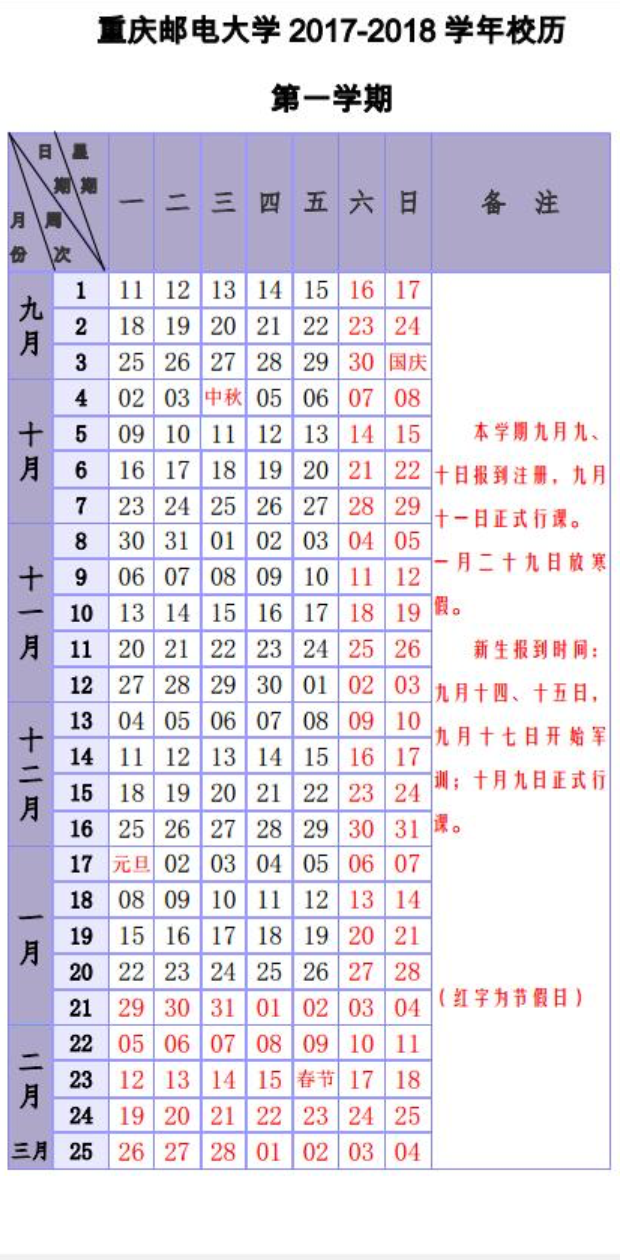 重庆邮电大学 2017-2018 学年校历
第一学期
日期 星期 月份 周次 一 二 三 四 五 六 日 备 注
九月
1 11 12 13 14 15 16 17
2 18 19 20 21 22 23 24
3 25 26 27 28 29 30 国庆
十月
4 02 03 中秋 05 06 07 08
5 09 10 11 12 13 14 15
6 16 17 18 19 20 21 22
7 23 24 25 26 27 28 29
十一月
8 30 31 01 02 03 04 05
9 06 07 08 09 10 11 12
10 13 14 15 16 17 18 19
11 20 21 22 23 24 25 26
12 27 28 29 30 01 02 03
十二月
13 04 05 06 07 08 09 10
14 11 12 13 14 15 16 17
15 18 19 20 21 22 23 24
16 25 26 27 28 29 30 31
一月
17 元旦 02 03 04 05 06 07
18 08 09 10 11 12 13 14
19 15 16 17 18 19 20 21
20 22 23 24 25 26 27 28
21 29 30 31 01 02 03 04
二月
22 05 06 07 08 09 10 11
23 12 13 14 15 春节 17 18
24 19 20 21 22 23 24 25
三月 25 26 27 28 01 02 03 04
本学期九月九、
十日报到注册，九月
十一日正式行课。
一月二十九日放寒
假。
新生报到时间：
九月十四、十五日，
九月十七日开始军
训；十月九日正式行
课。
（红字为节假日）